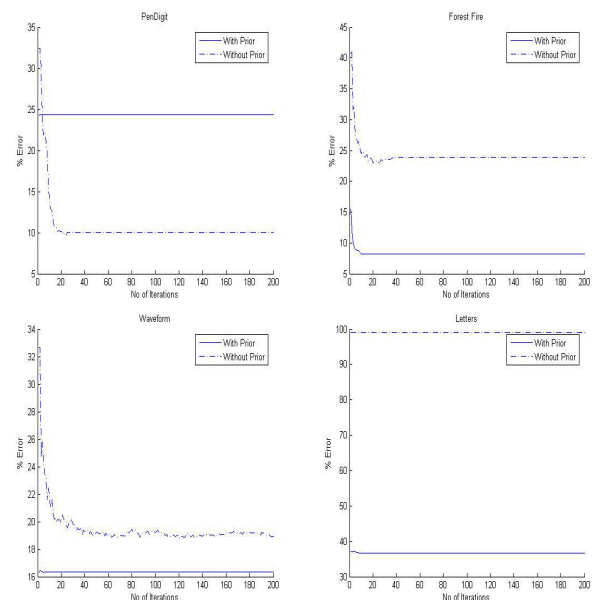 PenDigit
35
30
25
20
15
10
5
% Error
With Prior
Without Prior
0 20 40 60 80 100 120 140 160 180 200
No of Iterations
Forest Fire
45
40
35
30
25
20
15
10
5
% Error
With Prior
Without Prior
0 20 40 60 80 100 120 140 160 180 200
No of Iterations
Waveform
34
32
30
28
26
24
22
20
18
16
% Error
With Prior
Without Prior
0 20 40 60 80 100 120 140 160 180 200
No of Iterations
Letters
100
90
80
70
60
50
40
30
% Error
With Prior
Without Prior
0 20 40 60 80 100 120 140 160 180 200
No of Iterations